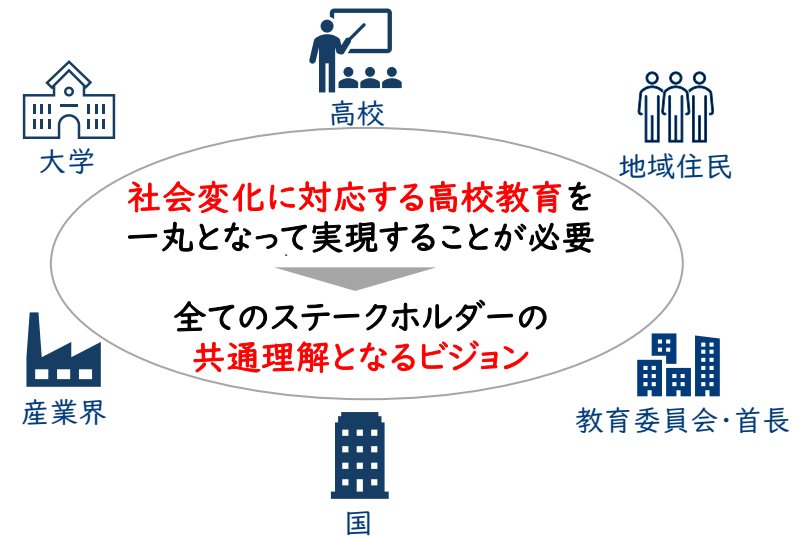 高校
大学
地域住民
社会変化に対応する高校教育を
一丸となって実現することが必要
全てのステークホルダーの
共通理解となるビジョン
産業界
教育委員会・首長
国